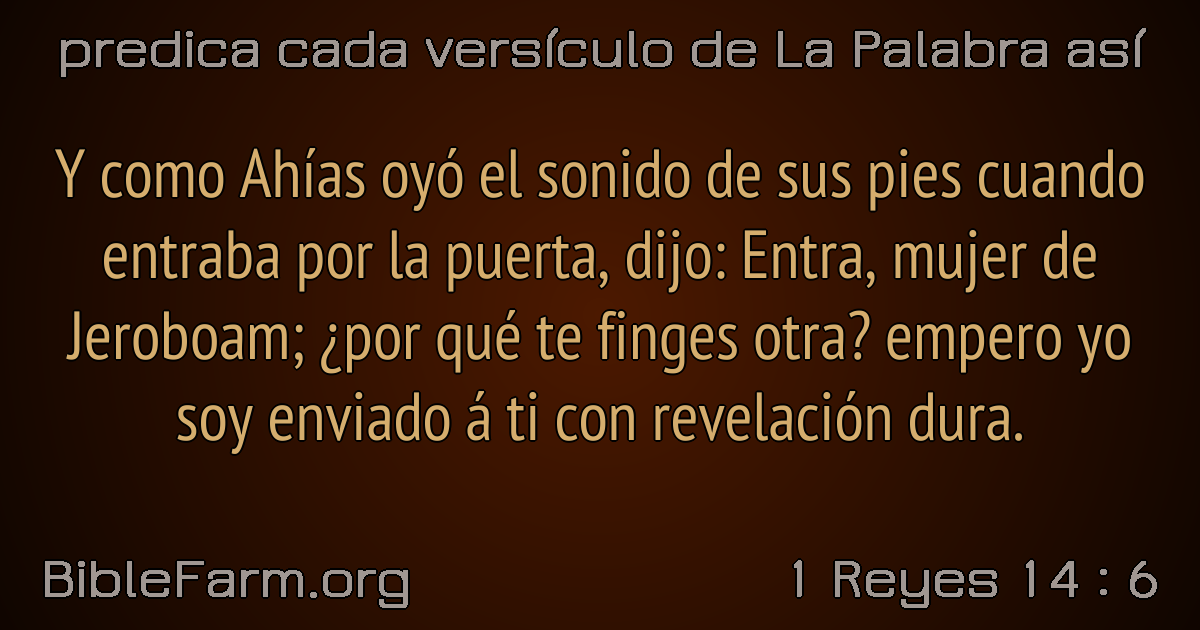 predica cada versículo de La Palabra así
Y como Ahías oyó el sonido de sus pies cuando
entraba por la puerta, dijo: Entra, mujer de
Jeroboam; ¿por qué te finges otra? empero yo
soy enviado á ti con revelación dura.
BibleFarm.org
1 Reyes 14 : 6